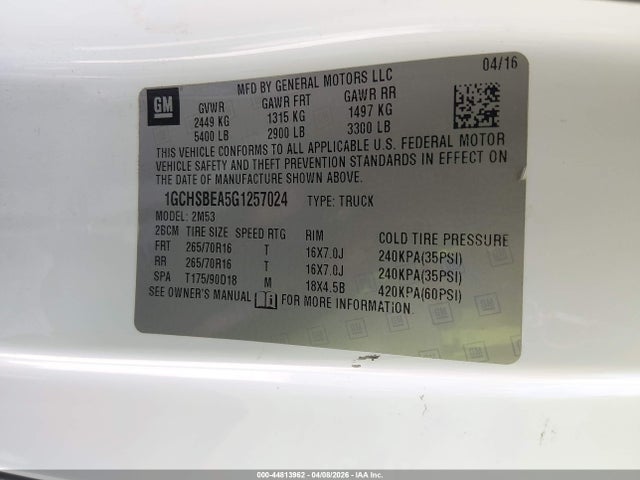 04/16
MFD BY GENERAL MOTORS LLC
GM
GVWR GAWR FRT GAWR RR
2449 KG 1315 KG 1497 KG
5400 LB 2900 LB 3300 LB
THIS VEHICLE CONFORMS TO ALL APPLICABLE U.S. FEDERAL MOTOR
VEHICLE SAFETY AND THEFT PREVENTION STANDARDS IN EFFECT ON
THE DATE OF MANUFACTURE SHOWN ABOVE.
1GCHSBEA5G1257024 TYPE: TRUCK
MODEL: 2M53
26CM TIRE SIZE SPEED RTG RIM COLD TIRE PRESSURE
FRT 265/70R16 T 16X7.0J 240KPA(35PSI)
RR 265/70R16 T 16X7.0J 240KPA(35PSI)
SPA T175/90D18 M 18X4.5B 420KPA(60PSI)
SEE OWNER'S MANUAL i FOR MORE INFORMATION.
000-44813962 - 04/08/2026 - IAA Inc.